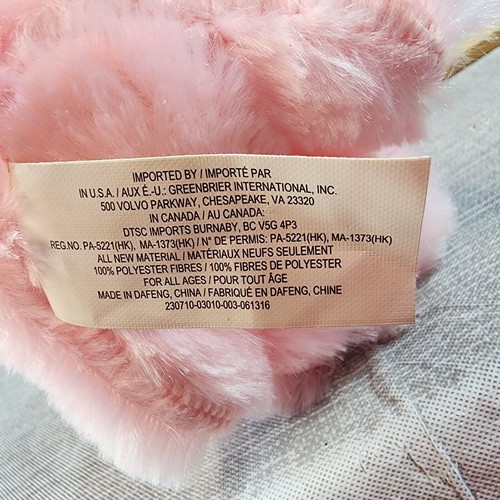 IMPORTED BY / IMPORTÉ PAR
IN U.S.A. / AUX É.-U.: GREENBRIER INTERNATIONAL, INC.
500 VOLVO PARKWAY, CHESAPEAKE, VA 23320
IN CANADA / AU CANADA:
DTSC IMPORTS BURNABY, BC V5G 4P3
REG.NO. PA-5221(HK), MA-1373(HK) / N° DE PERMIS: PA-5221(HK), MA-1373(HK)
ALL NEW MATERIAL / MATÉRIAUX NEUFS SEULEMENT
100% POLYESTER FIBRES / 100% FIBRES DE POLYESTER
FOR ALL AGES / POUR TOUT ÂGE
MADE IN DAFENG, CHINA / FABRIQUÉ EN DAFENG, CHINE
230710-03010-003-061316